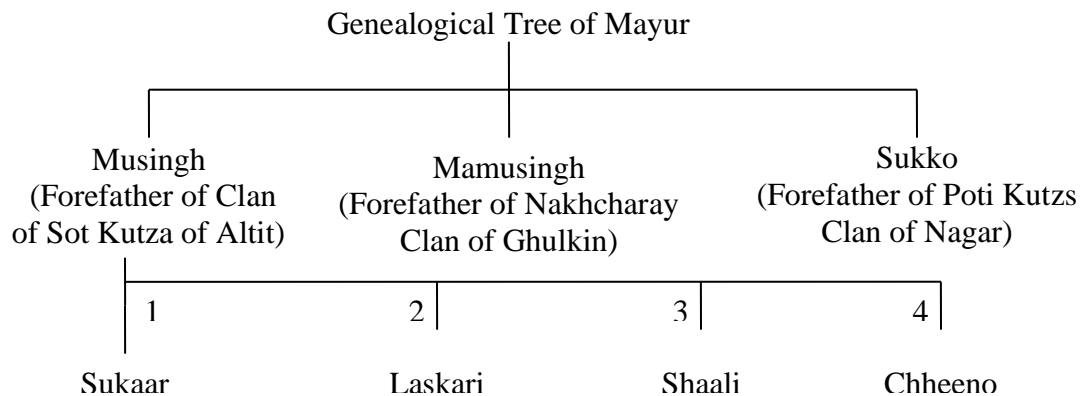 Genealogical Tree of Mayur
Musingh
(Forefather of Clan
of Sot Kutza of Altit)
Mamusingh
(Forefather of Nakhcharay
Clan of Ghulkin)
Sukko
(Forefather of Poti Kutzs
Clan of Nagar)
1 2 3 4
Sukaar Laskari Shaali Chheeno